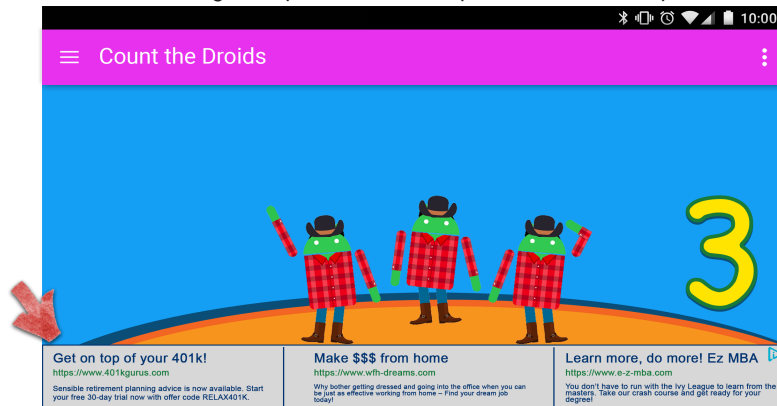 10:00
Count the Droids
3
Get on top of your 401k!
https://www.401kgurus.com
Sensible retirement planning advice is now available. Start
your free 30-day trial now with offer code RELAX401K.
Make $$$ from home
https://www.wfh-dreams.com
Why bother getting dressed and going into the office when you can
be just as effective working from home – Find your dream job
today!
Learn more, do more! Ez MBA
https://www.e-z-mba.com
You don't have to run with the Ivy League to learn from the
masters. Take our crash course and get ready for your
degree!